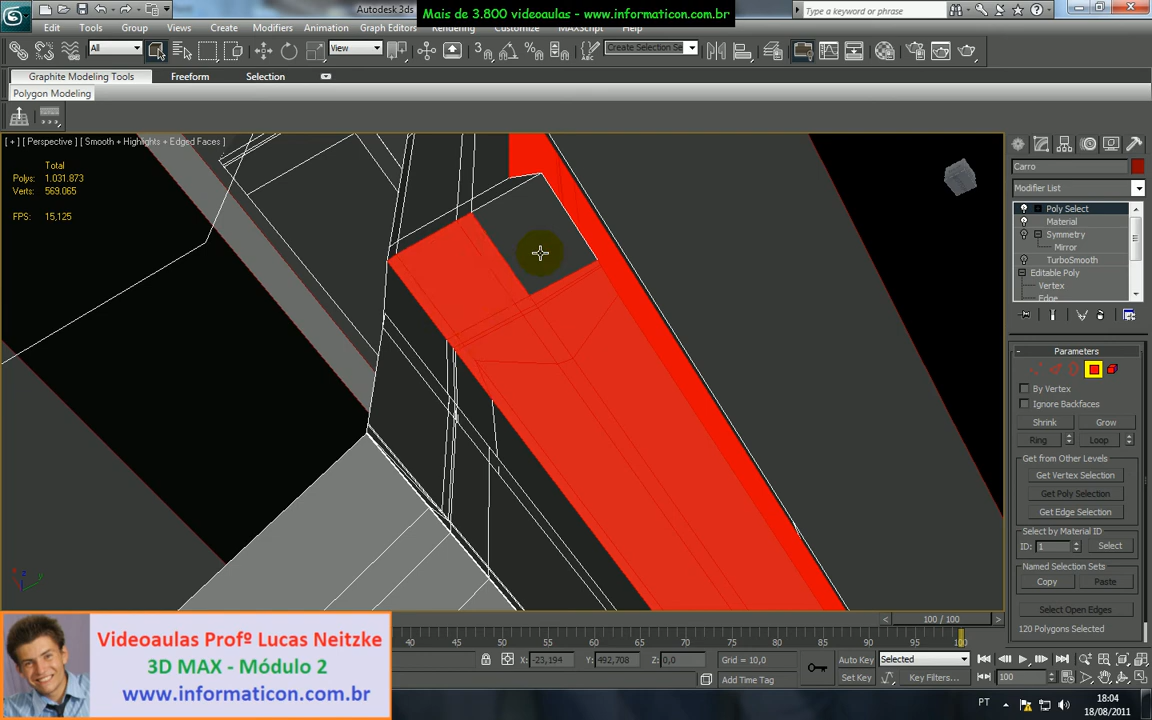 Autodesk 3ds
Mais de 3.800 videoaulas - www.informaticon.com.br
Type a keyword or phrase
Edit
Tools
Group
Views
Create
Modifiers
Animation
Graph Editors
Rendering
Customize
MAXScript
Help
All
View
Create Selection Se
Graphite Modeling Tools
Freeform
Selection
Polygon Modeling
[ + ] [ Perspective ] [ Smooth + Highlights + Edged Faces ]
Total
Polys: 1.031.873
Verts: 569.065
FPS: 15,125
Carro
Modifier List
Poly Select
Material
Symmetry
Mirror
TurboSmooth
Editable Poly
Vertex
Edge
Parameters
By Vertex
Ignore Backfaces
Shrink
Grow
Ring
Loop
Get from Other Levels
Get Vertex Selection
Get Poly Selection
Get Edge Selection
Select by Material ID
ID: 1
Select
Named Selection Sets
Copy
Paste
Select Open Edges
120 Polygons Selected
100 / 100
40 45 50 55 60 65 70 75 80 85 90 95 100
X: -23,194
Y: 492,708
Z: 0,0
Grid = 10,0
Add Time Tag
Auto Key
Selected
Set Key
Key Filters...
100
Videoaulas Profº Lucas Neitzke
3D MAX - Módulo 2
www.informaticon.com.br
PT
18:04
18/08/2011